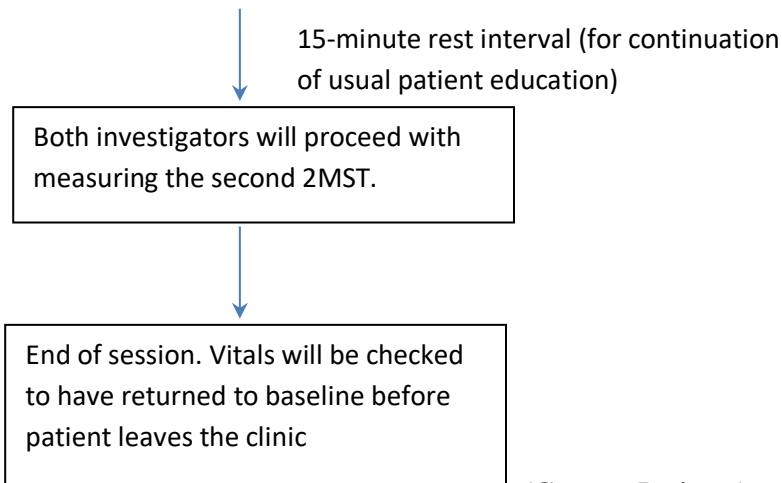 15-minute rest interval (for continuation
of usual patient education)
Both investigators will proceed with
measuring the second 2MST.
End of session. Vitals will be checked
to have returned to baseline before
patient leaves the clinic